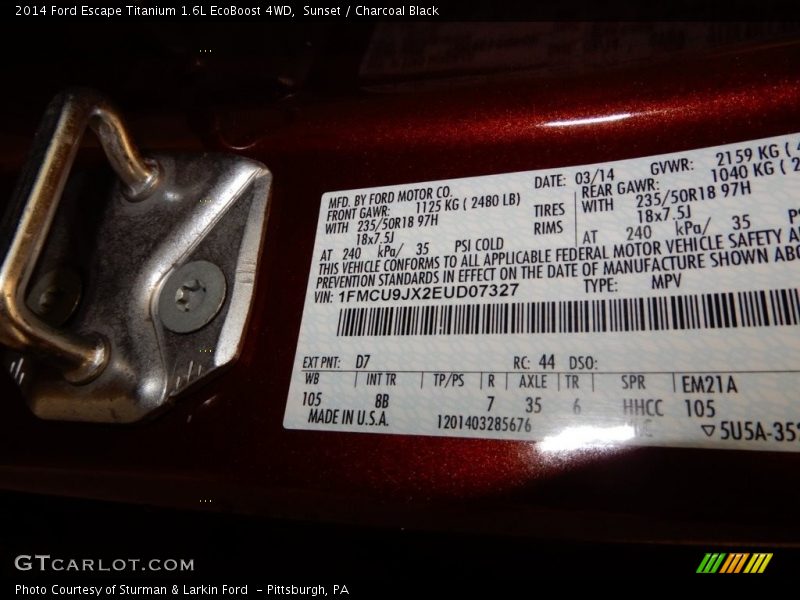 2014 Ford Escape Titanium 1.6L EcoBoost 4WD,  Sunset / Charcoal Black
MFD. BY FORD MOTOR CO. DATE: 03/14 GVWR: 2159 KG (
FRONT GAWR: 1125 KG ( 2480 LB) REAR GAWR: 1040 KG ( 2
WITH 235/50R18 97H TIRES WITH 235/50R18 97H
18x7.5J RIMS 18x7.5J
AT 240 kPa/ 35 PSI COLD AT 240 kPa/ 35
THIS VEHICLE CONFORMS TO ALL APPLICABLE FEDERAL MOTOR VEHICLE SAFETY
PREVENTION STANDARDS IN EFFECT ON THE DATE OF MANUFACTURE SHOWN ABO
VIN: 1FMCU9JX2EUD07327 TYPE: MPV
EXT PNT: D7 RC: 44 DSO:
WB INT TR TP/PS R AXLE TR SPR EM21A
105 8B 7 35 6 HHCC 105
MADE IN U.S.A. 1201403285676 5U5A-35
GTCARLOT.COM
Photo Courtesy of Sturman & Larkin Ford  - Pittsburgh, PA